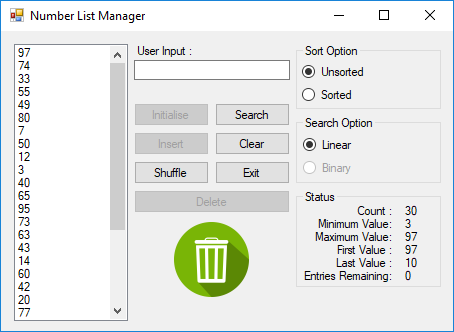 Number List Manager
97
74
33
55
49
80
7
50
12
3
40
65
95
73
63
43
14
60
42
20
77
User Input :
Initialise
Search
Insert
Clear
Shuffle
Exit
Delete
Sort Option
Unsorted
Sorted
Search Option
Linear
Binary
Status
Count : 30
Minimum Value: 3
Maximum Value: 97
First Value : 97
Last Value : 10
Entries Remaining: 0